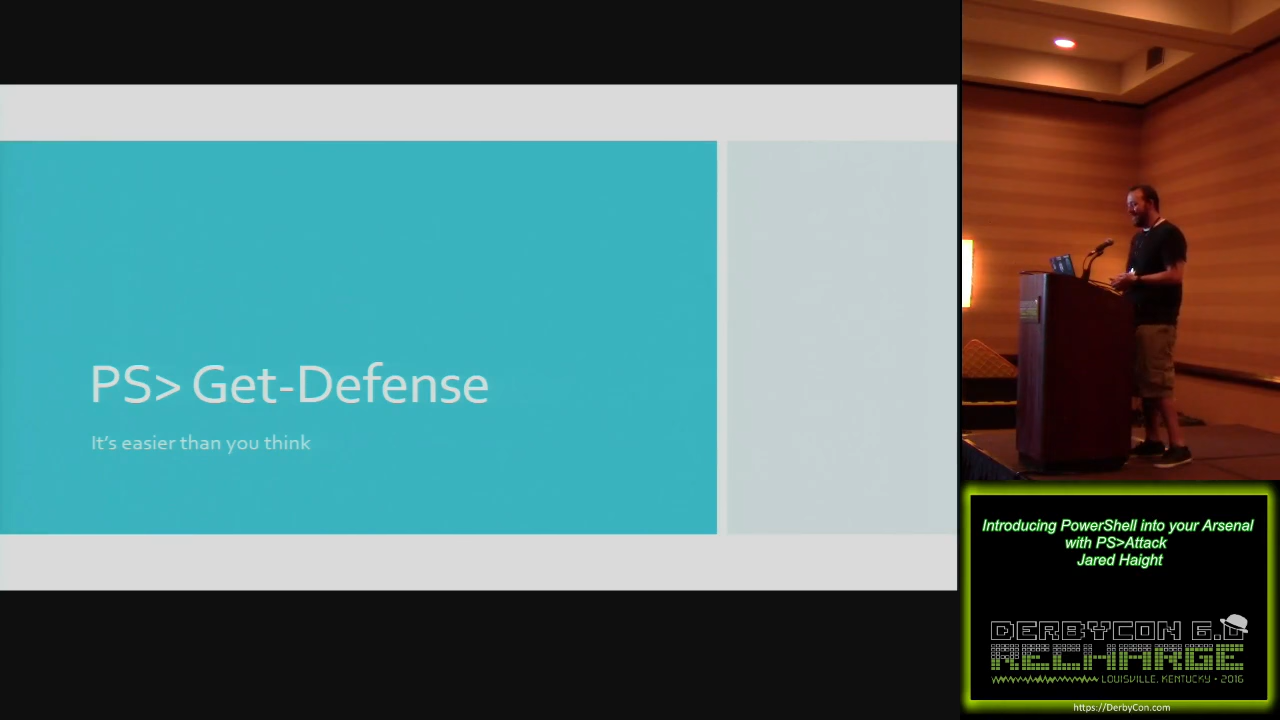 PS> Get-Defense
It's easier than you think
Introducing PowerShell into your Arsenal
with PS>Attack
Jared Haight
DERBYCON 6.0
RECHARGE
LOUISVILLE, KENTUCKY • 2016
https://DerbyCon.com